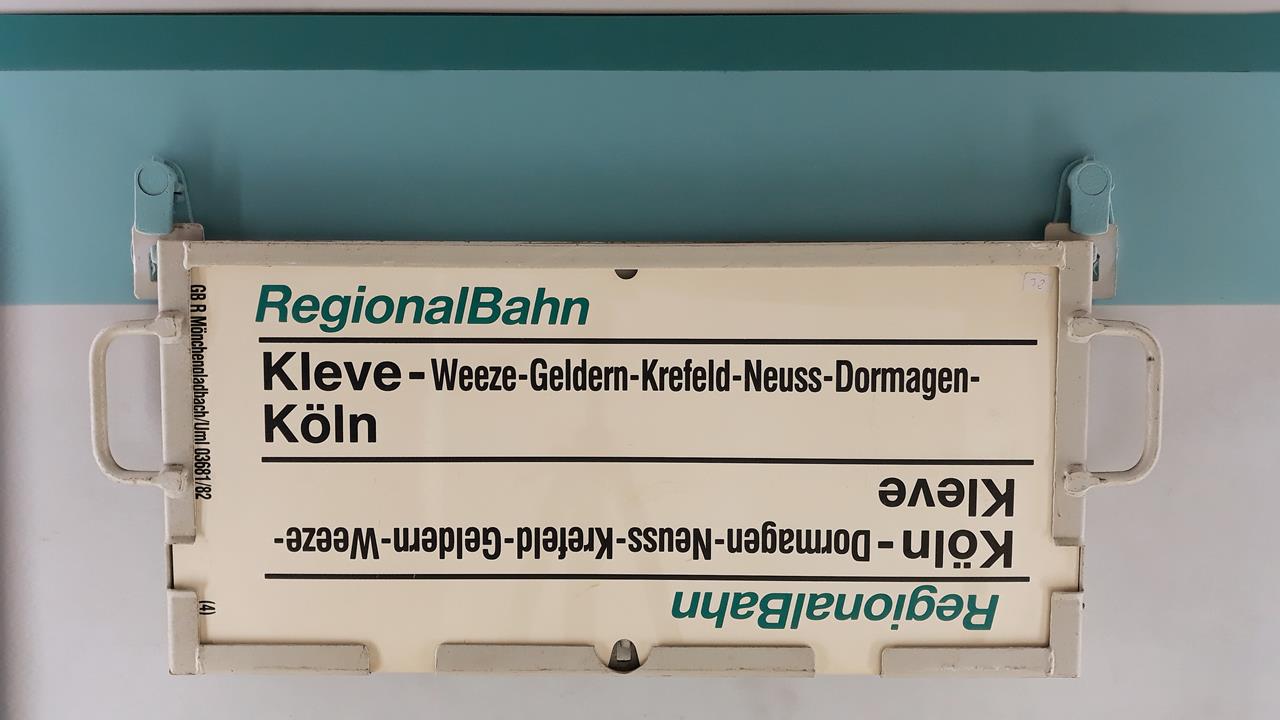 RegionalBahn
Kleve - Weeze-Geldern-Krefeld-Neuss-Dormagen-
Köln
RegionalBahn
Köln - Dormagen-Neuss-Krefeld-Geldern-Weeze-
Kleve
GB R Mönchengladbach/Uml 03681/82
(4)